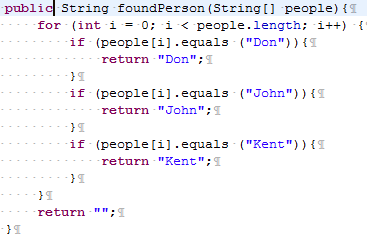 public String foundPerson(String[] people){
    for (int i = 0; i < people.length; i++) {
        if (people[i].equals ("Don")){
            return "Don";
        }
        if (people[i].equals ("John")){
            return "John";
        }
        if (people[i].equals ("Kent")){
            return "Kent";
        }
    }
    return "";
}